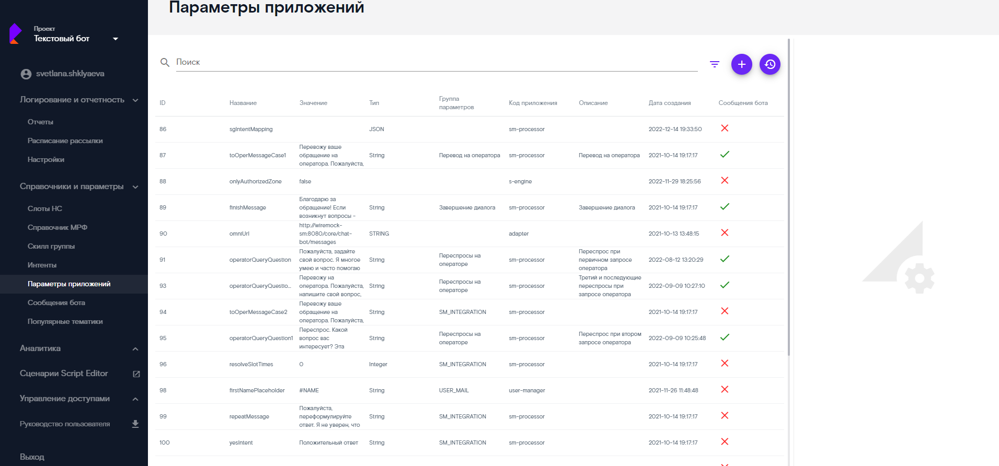 Параметры приложений
Проект
Текстовый бот
svetlana.shklyaeva
Логирование и отчетность
Отчеты
Расписание рассылки
Настройки
Справочники и параметры
Слоты НС
Справочник МРФ
Скилл группы
Интенты
Параметры приложений
Сообщения бота
Популярные тематики
Аналитика
Сценарии Script Editor
Управление доступами
Руководство пользователя
Выход
Поиск
ID Название Значение Тип Группа параметров Код приложения Описание Дата создания Сообщения бота
86 sgIntentMapping JSON sm-processor 2022-12-14 19:33:50
87 toOperMessageCase1 Перевожу ваше обращение на оператора. Пожалуйста, String Перевод на оператора sm-processor Перевод на оператора 2021-10-14 19:17:17
88 onlyAuthorizedZone false s-engine 2022-11-29 18:25:56
89 finishMessage Благодарю за обращение! Если возникнут вопросы - String Завершение диалога sm-processor Завершение диалога 2021-10-14 19:17:17
90 omniUrl http://wiremock-sm:8080/core/chat-bot/messages STRING adapter 2021-10-13 13:48:15
91 operatorQueryQuestion Пожалуйста, задайте свой вопрос. Я многое умею и часто помогаю String Переспросы на операторе sm-processor Переспрос при первичном запросе оператора 2022-08-12 13:20:29
93 operatorQueryQuestio... Перевожу на оператора. Пожалуйста, напишите свой вопрос, String Переспросы на операторе sm-processor Третий и последующие переспросы при запросе оператора 2022-09-09 10:27:10
94 toOperMessageCase2 Перевожу ваше обращение на оператора. Пожалуйста, String SM_INTEGRATION sm-processor 2021-10-14 19:17:17
95 operatorQueryQuestion1 Переспрос. Какой вопрос вас интересует? Эта String Переспросы на операторе sm-processor Переспрос при втором запросе оператора 2022-09-09 10:25:48
96 resolveSlotTimes 0 Integer SM_INTEGRATION sm-processor 2021-10-14 19:17:17
98 firstNamePlaceholder #NAME String USER_MAIL user-manager 2021-11-26 11:48:48
99 repeatMessage Пожалуйста, переформулируйте ответ. Я не уверен, что String SM_INTEGRATION sm-processor 2021-10-14 19:17:17
100 yesIntent Положительный ответ String SM_INTEGRATION sm-processor 2021-10-14 19:17:17